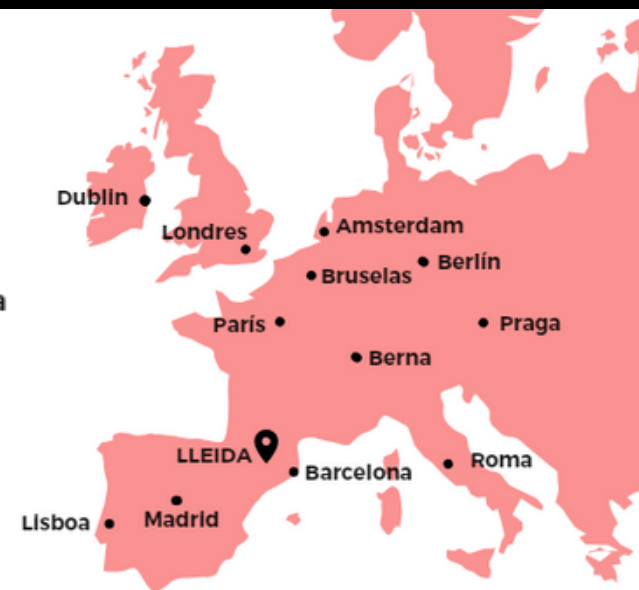 Dublin
Londres
Amsterdam
Berlín
Bruselas
a
París
Praga
Berna
LLEIDA
Barcelona
Roma
Lisboa
Madrid